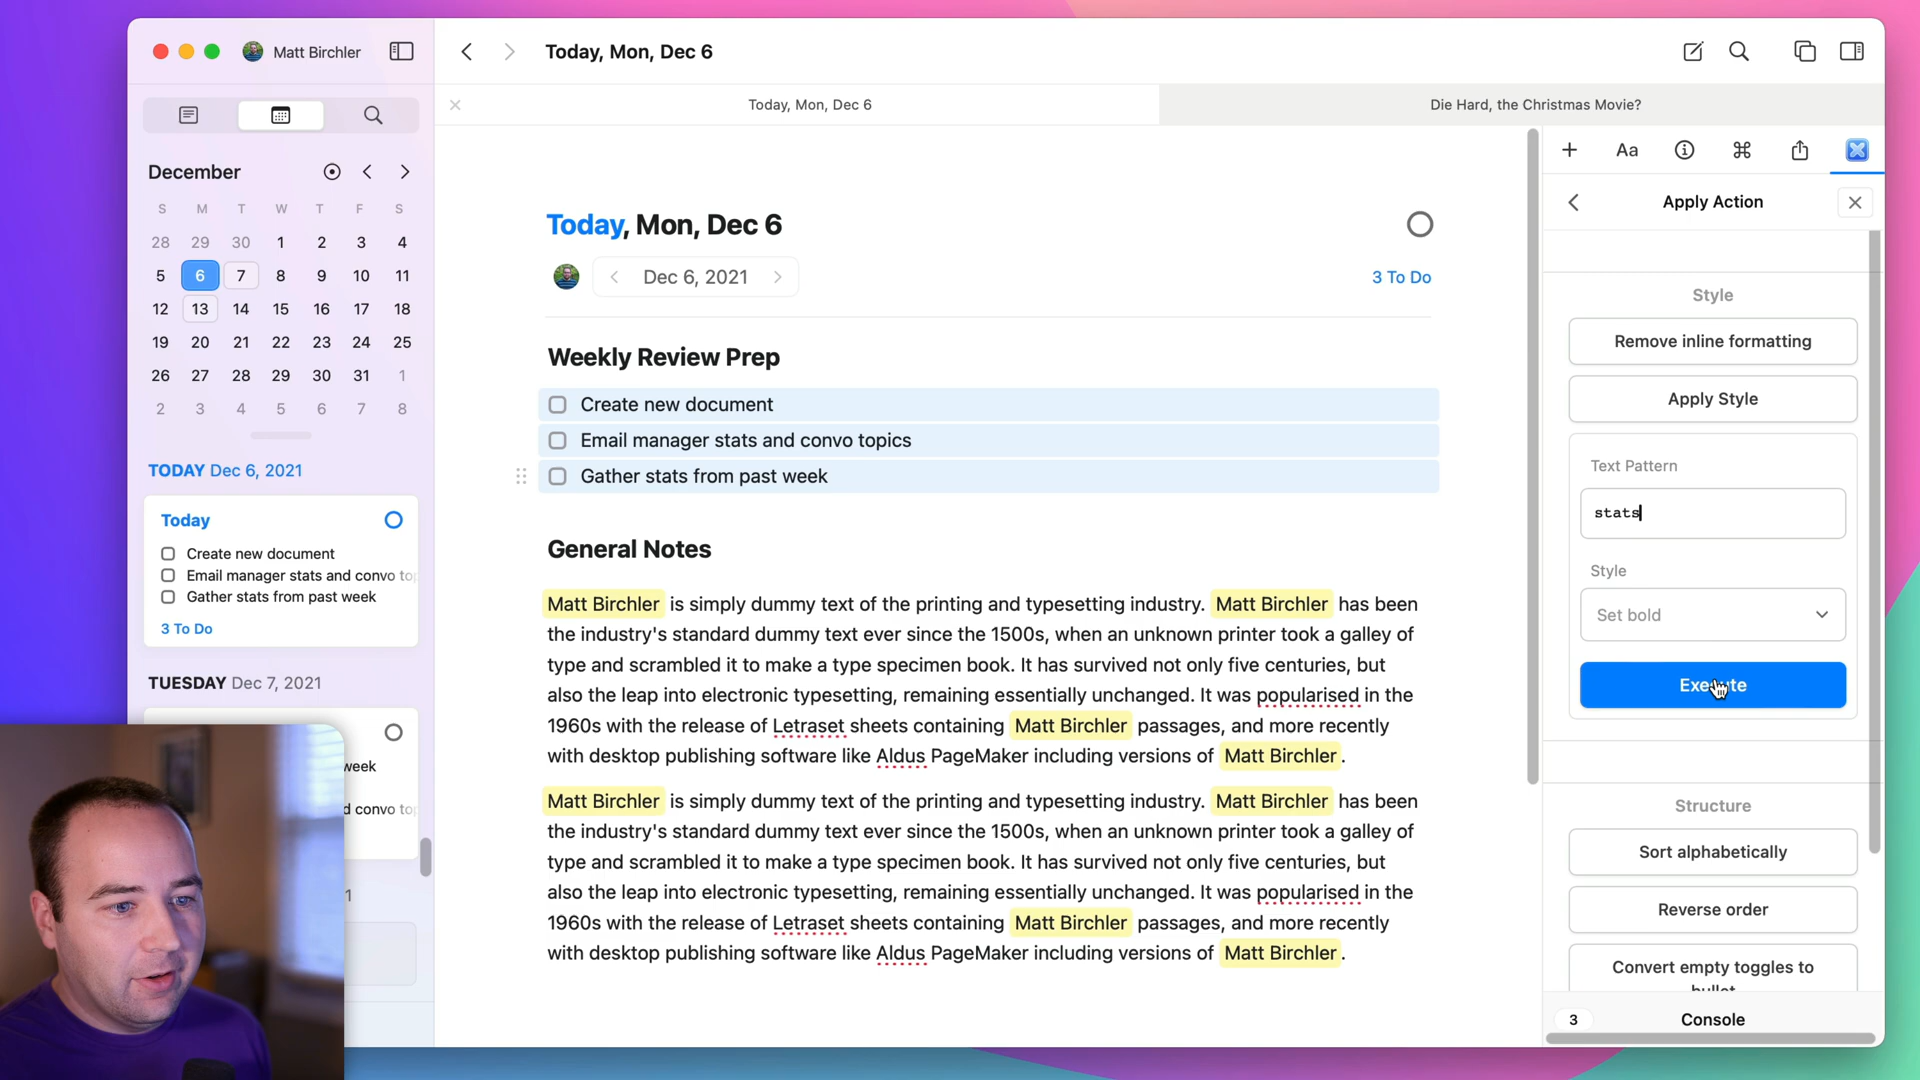 Matt Birchler
Today, Mon, Dec 6
Today, Mon, Dec 6
Die Hard, the Christmas Movie?
December
S M T W T F S
28 29 30 1 2 3 4
5 6 7 8 9 10 11
12 13 14 15 16 17 18
19 20 21 22 23 24 25
26 27 28 29 30 31 1
2 3 4 5 6 7 8
TODAY Dec 6, 2021
Today
Create new document
Email manager stats and convo to
Gather stats from past week
3 To Do
TUESDAY Dec 7, 2021
week
d convo to
1
Today, Mon, Dec 6
Dec 6, 2021
3 To Do
Weekly Review Prep
Create new document
Email manager stats and convo topics
Gather stats from past week
General Notes
Matt Birchler is simply dummy text of the printing and typesetting industry. Matt Birchler has been
the industry's standard dummy text ever since the 1500s, when an unknown printer took a galley of
type and scrambled it to make a type specimen book. It has survived not only five centuries, but
also the leap into electronic typesetting, remaining essentially unchanged. It was popularised in the
1960s with the release of Letraset sheets containing Matt Birchler passages, and more recently
with desktop publishing software like Aldus PageMaker including versions of Matt Birchler.
Matt Birchler is simply dummy text of the printing and typesetting industry. Matt Birchler has been
the industry's standard dummy text ever since the 1500s, when an unknown printer took a galley of
type and scrambled it to make a type specimen book. It has survived not only five centuries, but
also the leap into electronic typesetting, remaining essentially unchanged. It was popularised in the
1960s with the release of Letraset sheets containing Matt Birchler passages, and more recently
with desktop publishing software like Aldus PageMaker including versions of Matt Birchler.
Aa
Apply Action
Style
Remove inline formatting
Apply Style
Text Pattern
stats
Style
Set bold
Execute
Structure
Sort alphabetically
Reverse order
Convert empty toggles to
bullet
3 Console